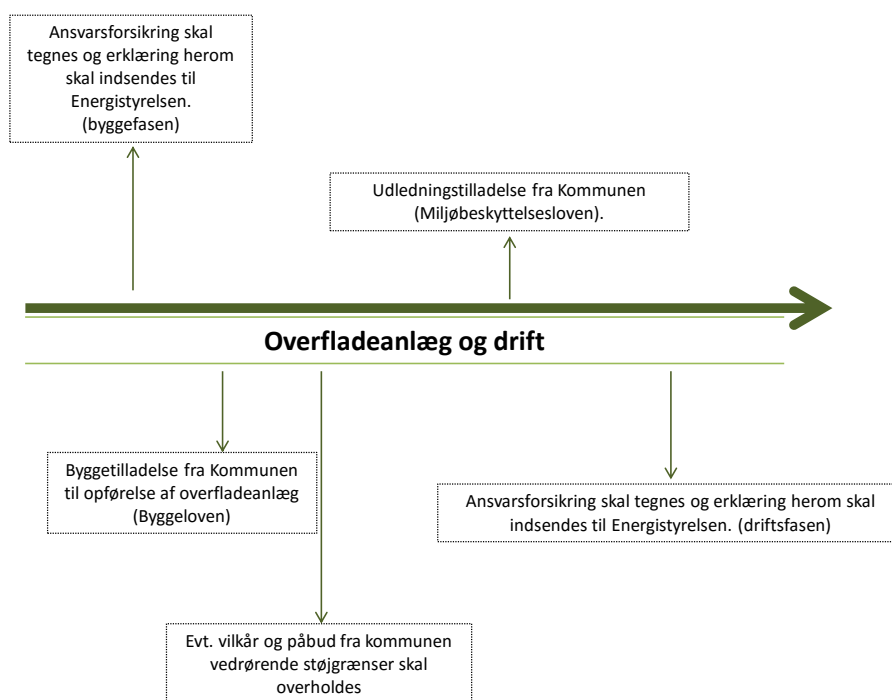 Ansvarsforsikring skal
tegnes og erklæring herom
skal indsendes til
Energistyrelsen.
(byggefasen)
Udledningstilladelse fra Kommunen
(Miljøbeskyttelsesloven).
Overfladeanlæg og drift
Byggetilladelse fra Kommunen
til opførelse af overfladeanlæg
(Byggeloven)
Ansvarsforsikring skal tegnes og erklæring herom skal
indsendes til Energistyrelsen. (driftsfasen)
Evt. vilkår og påbud fra kommunen
vedrørende støjgrænser skal
overholdes